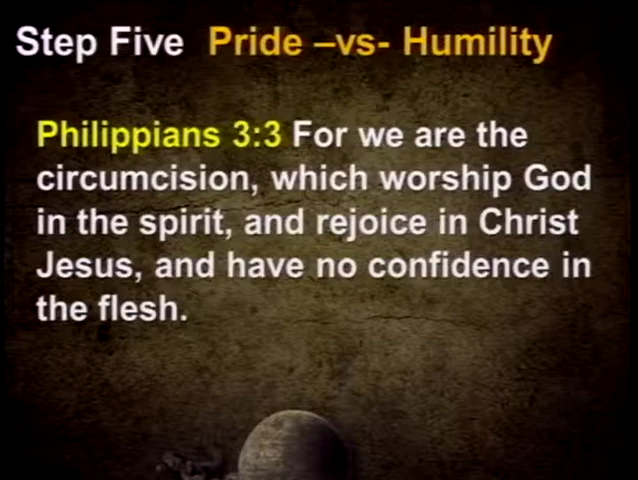 Step Five Pride –vs- Humility
Philippians 3:3 For we are the
circumcision, which worship God
in the spirit, and rejoice in Christ
Jesus, and have no confidence in
the flesh.